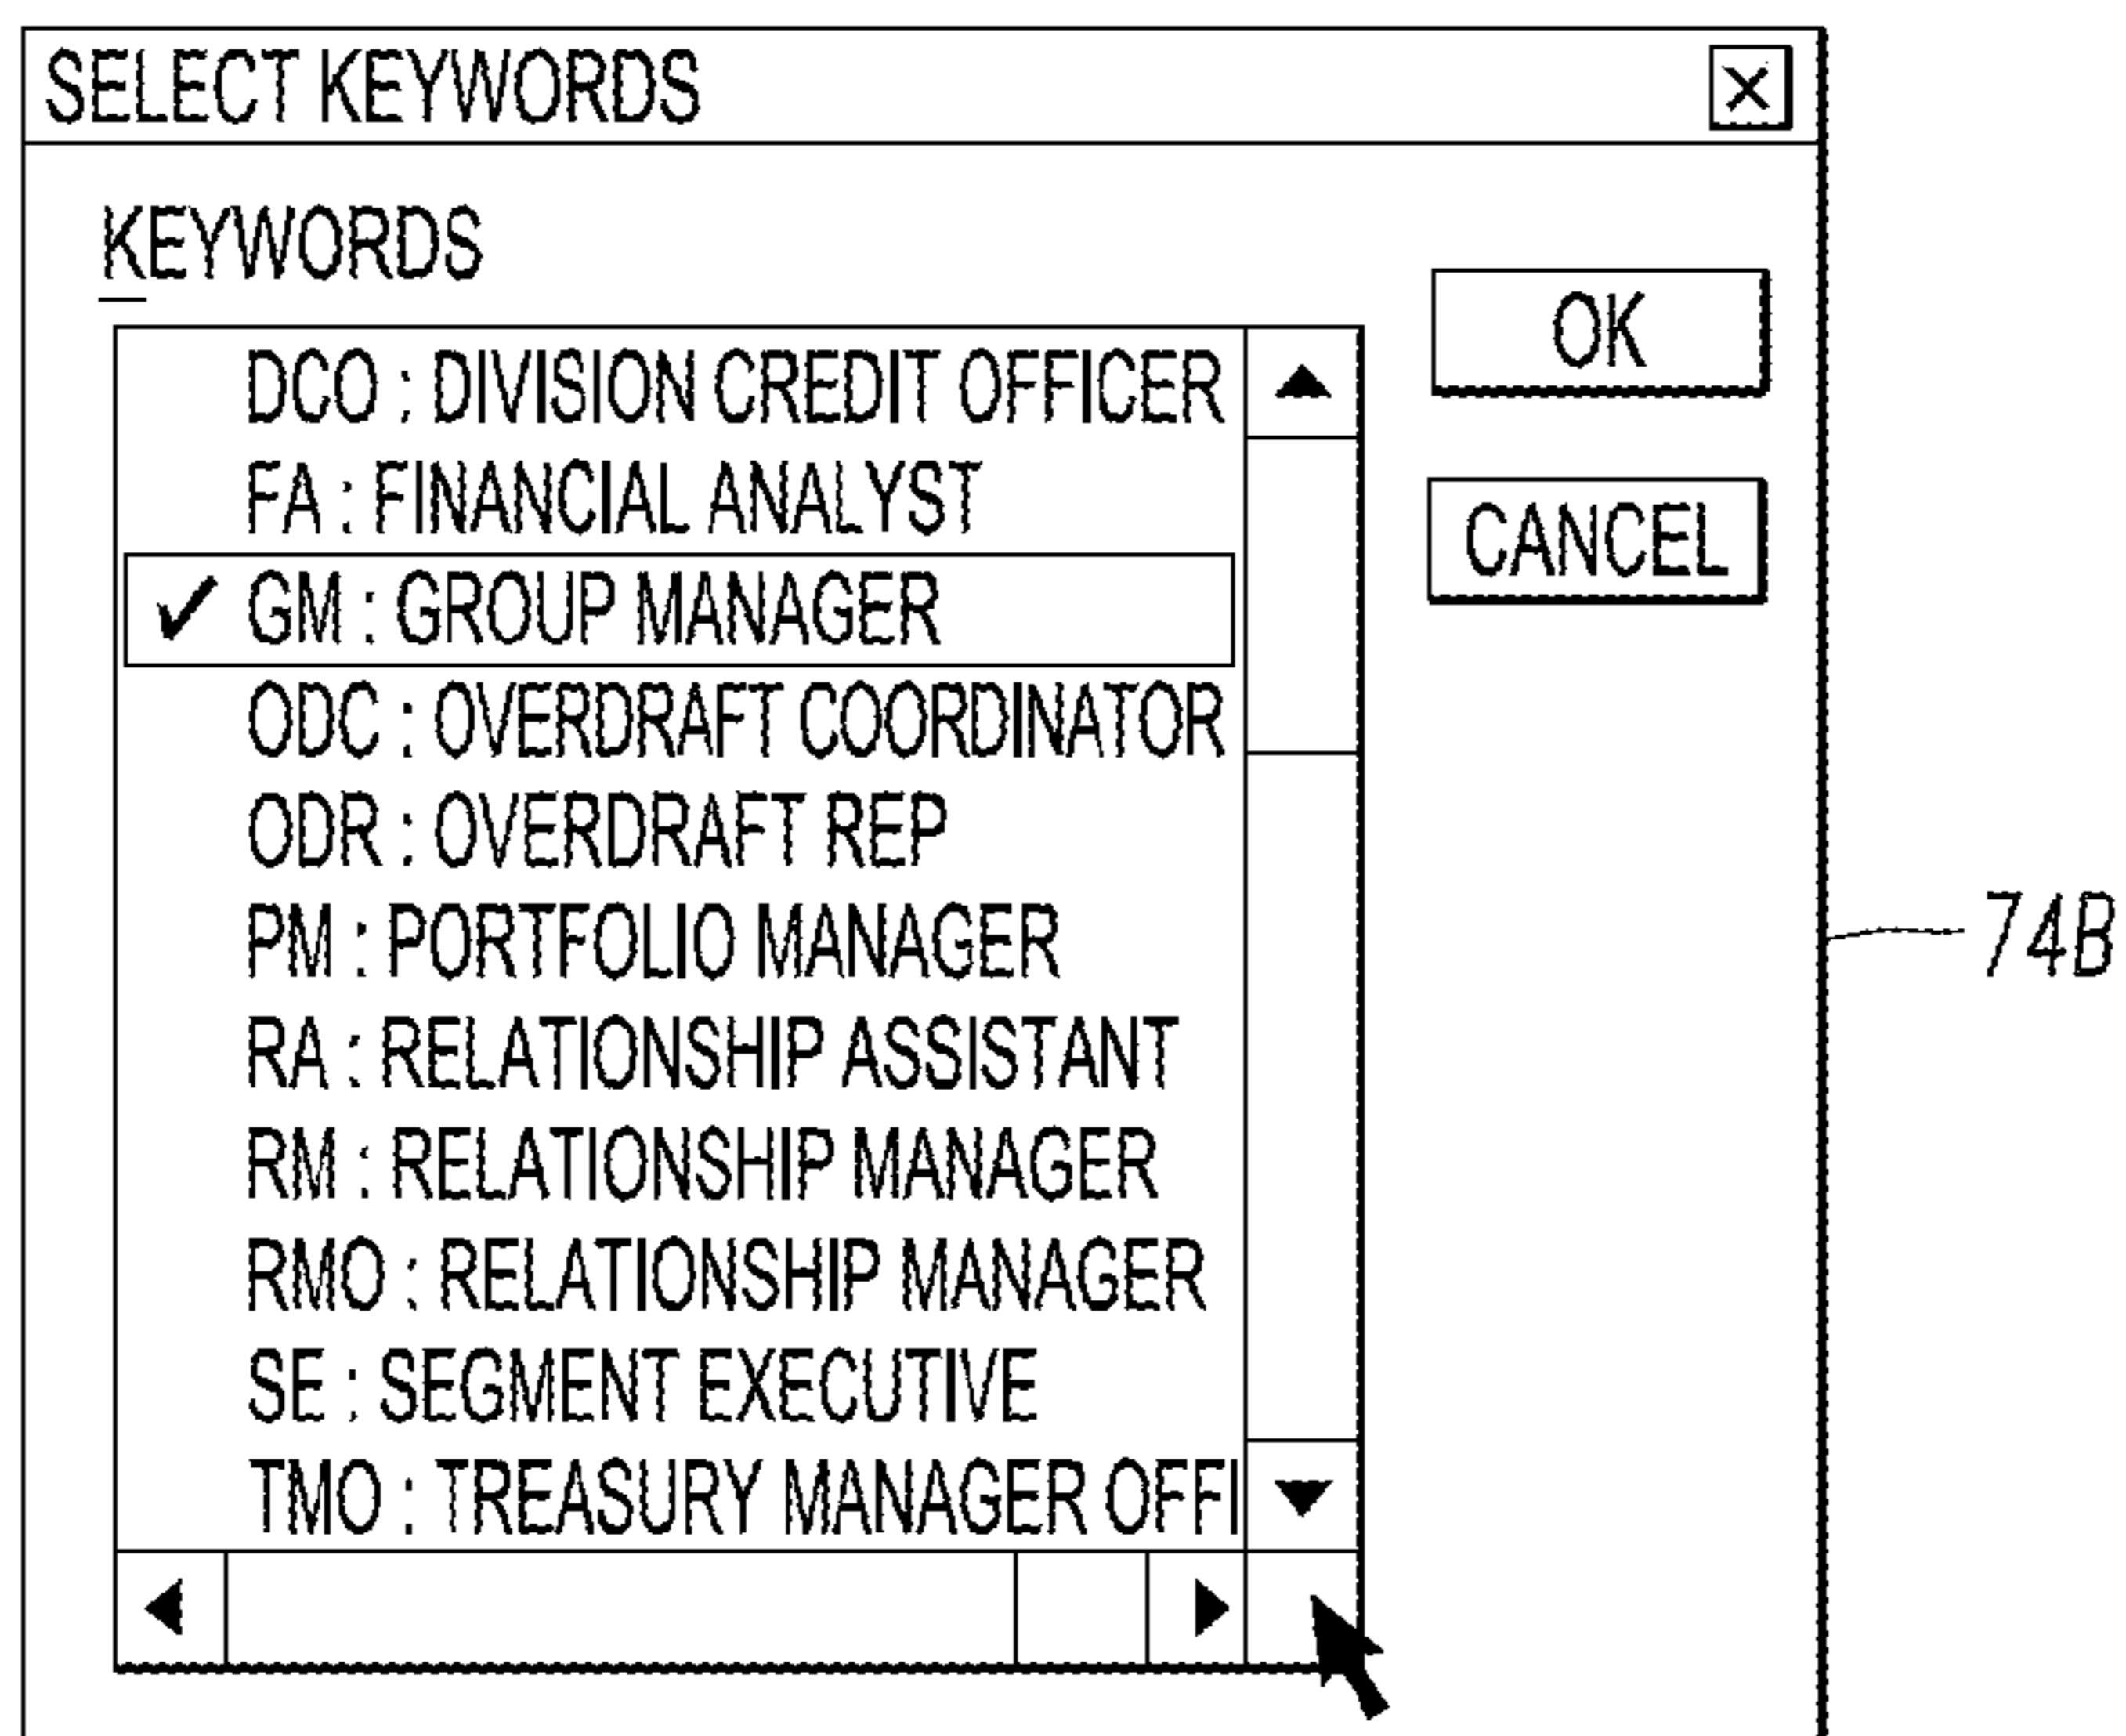 SELECT KEYWORDS
KEYWORDS
DCO : DIVISION CREDIT OFFICER
FA : FINANCIAL ANALYST
GM : GROUP MANAGER
ODC : OVERDRAFT COORDINATOR
ODR : OVERDRAFT REP
PM : PORTFOLIO MANAGER
RA : RELATIONSHIP ASSISTANT
RM : RELATIONSHIP MANAGER
RMO : RELATIONSHIP MANAGER
SE : SEGMENT EXECUTIVE
TMO : TREASURY MANAGER OFFI
OK
CANCEL
74B